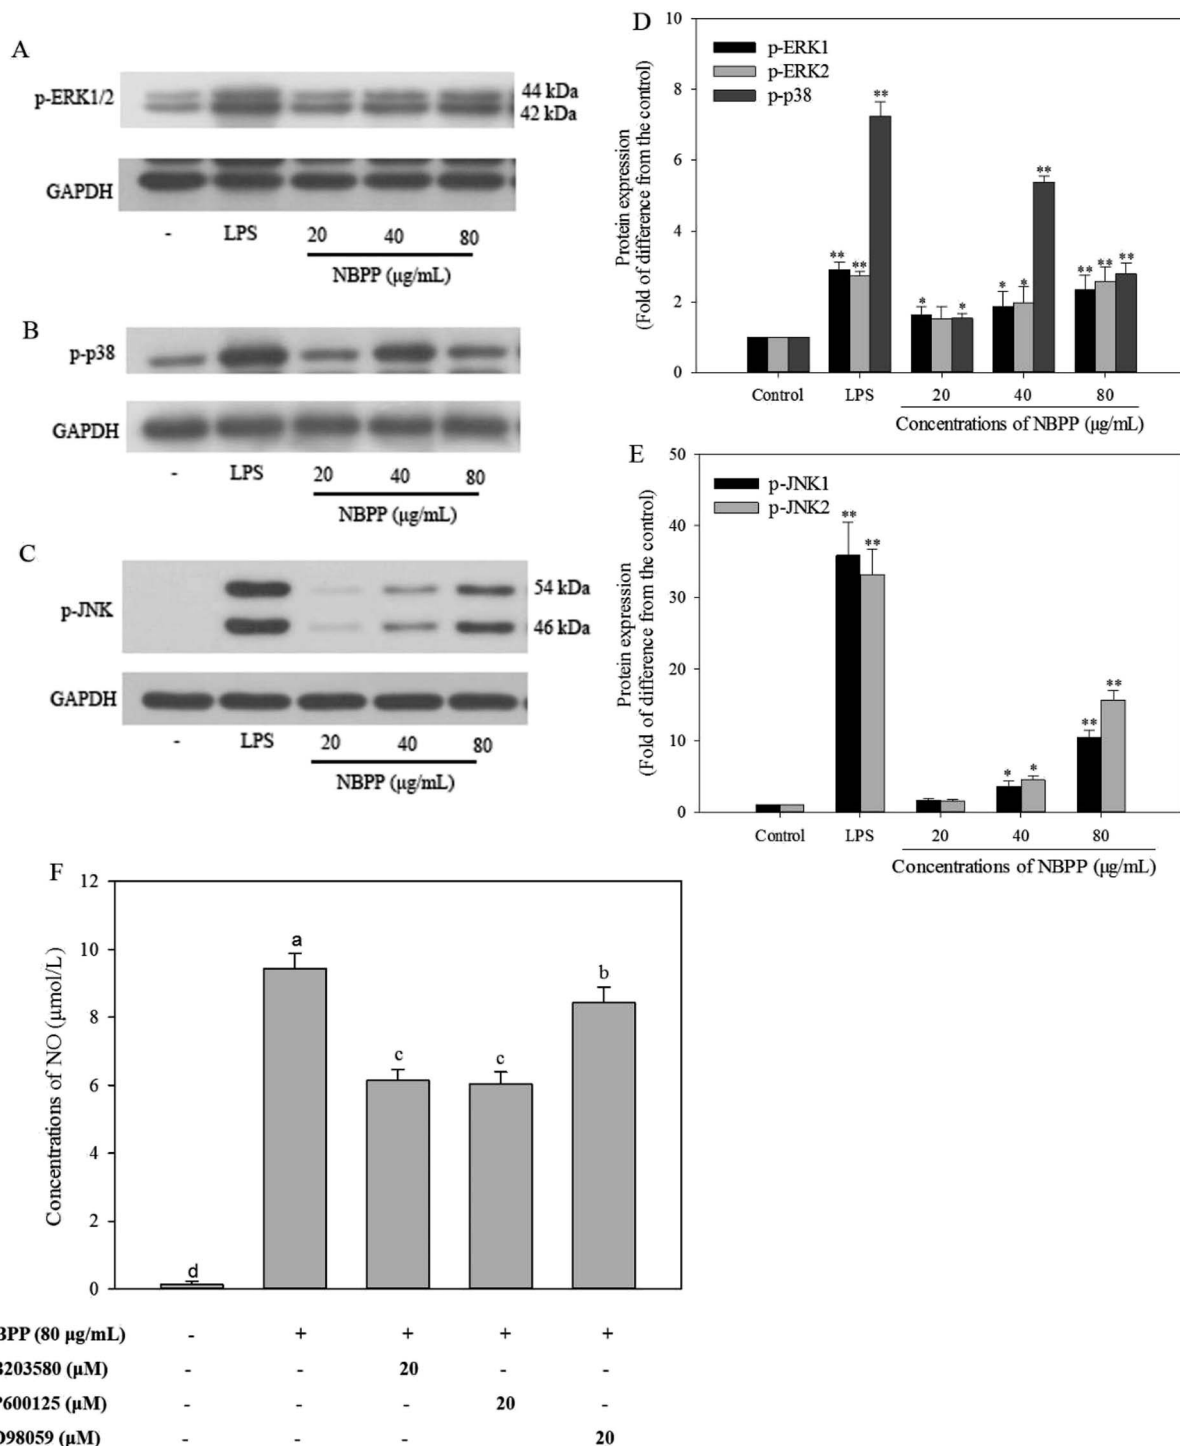 A
p-ERK1/2
44 kDa
42 kDa
GAPDH
- LPS 20 40 80
NBPP (µg/mL)
B
p-p38
GAPDH
- LPS 20 40 80
NBPP (µg/mL)
C
p-JNK
54 kDa
46 kDa
GAPDH
- LPS 20 40 80
NBPP (µg/mL)
D
p-ERK1
p-ERK2
p-p38
Protein expression
(Fold of difference from the control)
10
8
6
4
2
0
** ** **
* *
* * **
** ** **
Control LPS 20 40 80
Concentrations of NBPP (µg/mL)
E
p-JNK1
p-JNK2
Protein expression
(Fold of difference from the control)
50
40
30
20
10
0
** **
* *
** **
Control LPS 20 40 80
Concentrations of NBPP (µg/mL)
F
Concentrations of NO (µmol/L)
12
10
8
6
4
2
0
d a c c b
BPP (80 µg/mL) - + + + +
B203580 (µM) - - 20 - -
P600125 (µM) - - - 20 -
D98059 (µM) - - - - 20